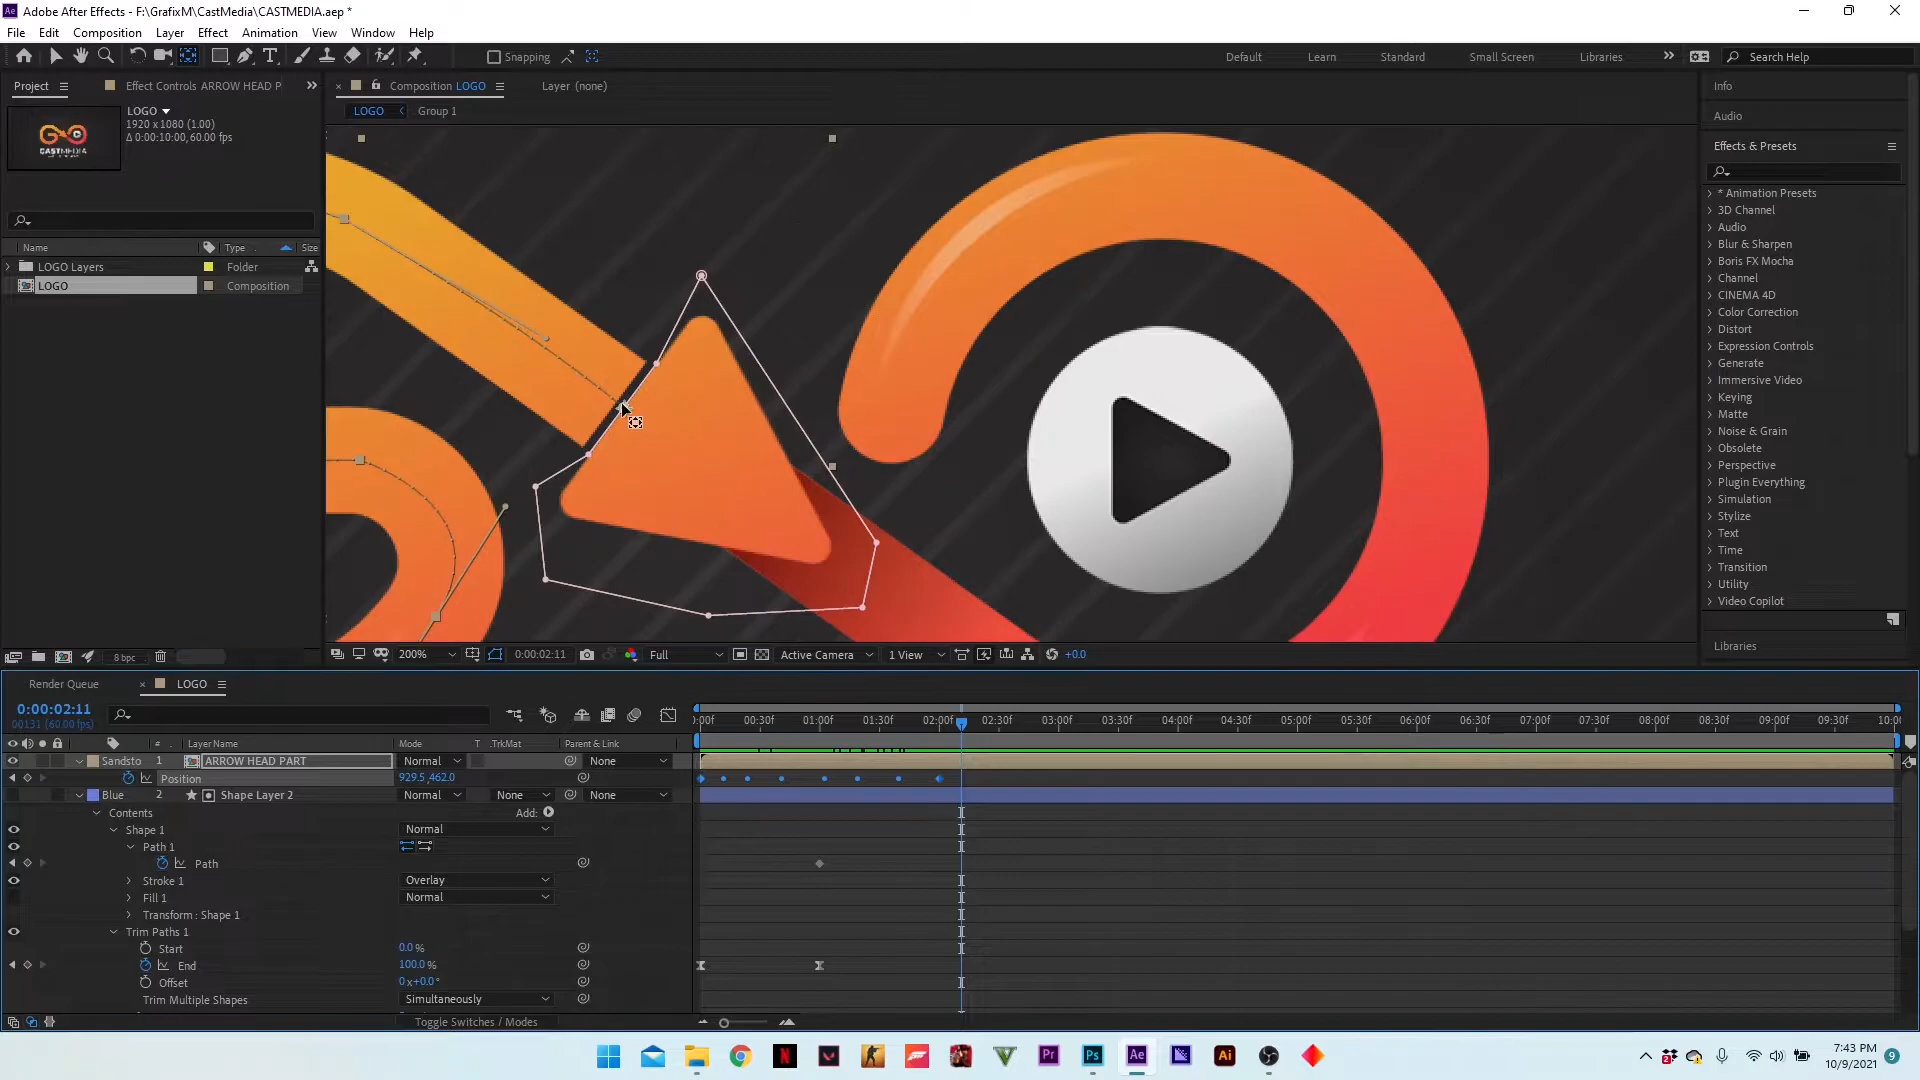 Adobe After Effects - F:\GrafixM\CastMedia\CASTMEDIA.aep *
File Edit Composition Layer Effect Animation View Window Help
Snapping Default Learn Standard Small Screen Libraries Search Help
Project Effect Controls ARROW HEAD P
LOGO
1920 x 1080 (1.00)
Δ 0:00:10:00, 60.00 fps
CASTMEDIA
Name Type Size
LOGO Layers Folder
LOGO Composition
8 bpc
Composition LOGO Layer (none)
LOGO Group 1
200% 0:00:02:11 Full Active Camera 1 View +0.0
Info
Audio
Effects & Presets
* Animation Presets
3D Channel
Audio
Blur & Sharpen
Boris FX Mocha
Channel
CINEMA 4D
Color Correction
Distort
Expression Controls
Generate
Immersive Video
Keying
Matte
Noise & Grain
Obsolete
Perspective
Plugin Everything
Simulation
Stylize
Text
Time
Transition
Utility
Video Copilot
Libraries
Render Queue LOGO
0:00:02:11
00131 (60.00 fps)
):00f 00:30f 01:00f 01:30f 02:00f 02:30f 03:00f 03:30f 04:00f 04:30f 05:00f 05:30f 06:00f 06:30f 07:00f 07:30f 08:00f 08:30f 09:00f 09:30f 10:00
# Layer Name Mode T .TrkMat Parent & Link
Sandsto 1 ARROW HEAD PART Normal None
Position 929.5,462.0
Blue 2 Shape Layer 2 Normal None None
Contents Add:
Shape 1 Normal
Path 1
Path
Stroke 1 Overlay
Fill 1 Normal
Transform : Shape 1
Trim Paths 1
Start 0.0 %
End 100.0 %
Offset 0 x +0.0 °
Trim Multiple Shapes Simultaneously
Toggle Switches / Modes
N Pr Ps Ae Ai
7:43 PM
10/9/2021 9